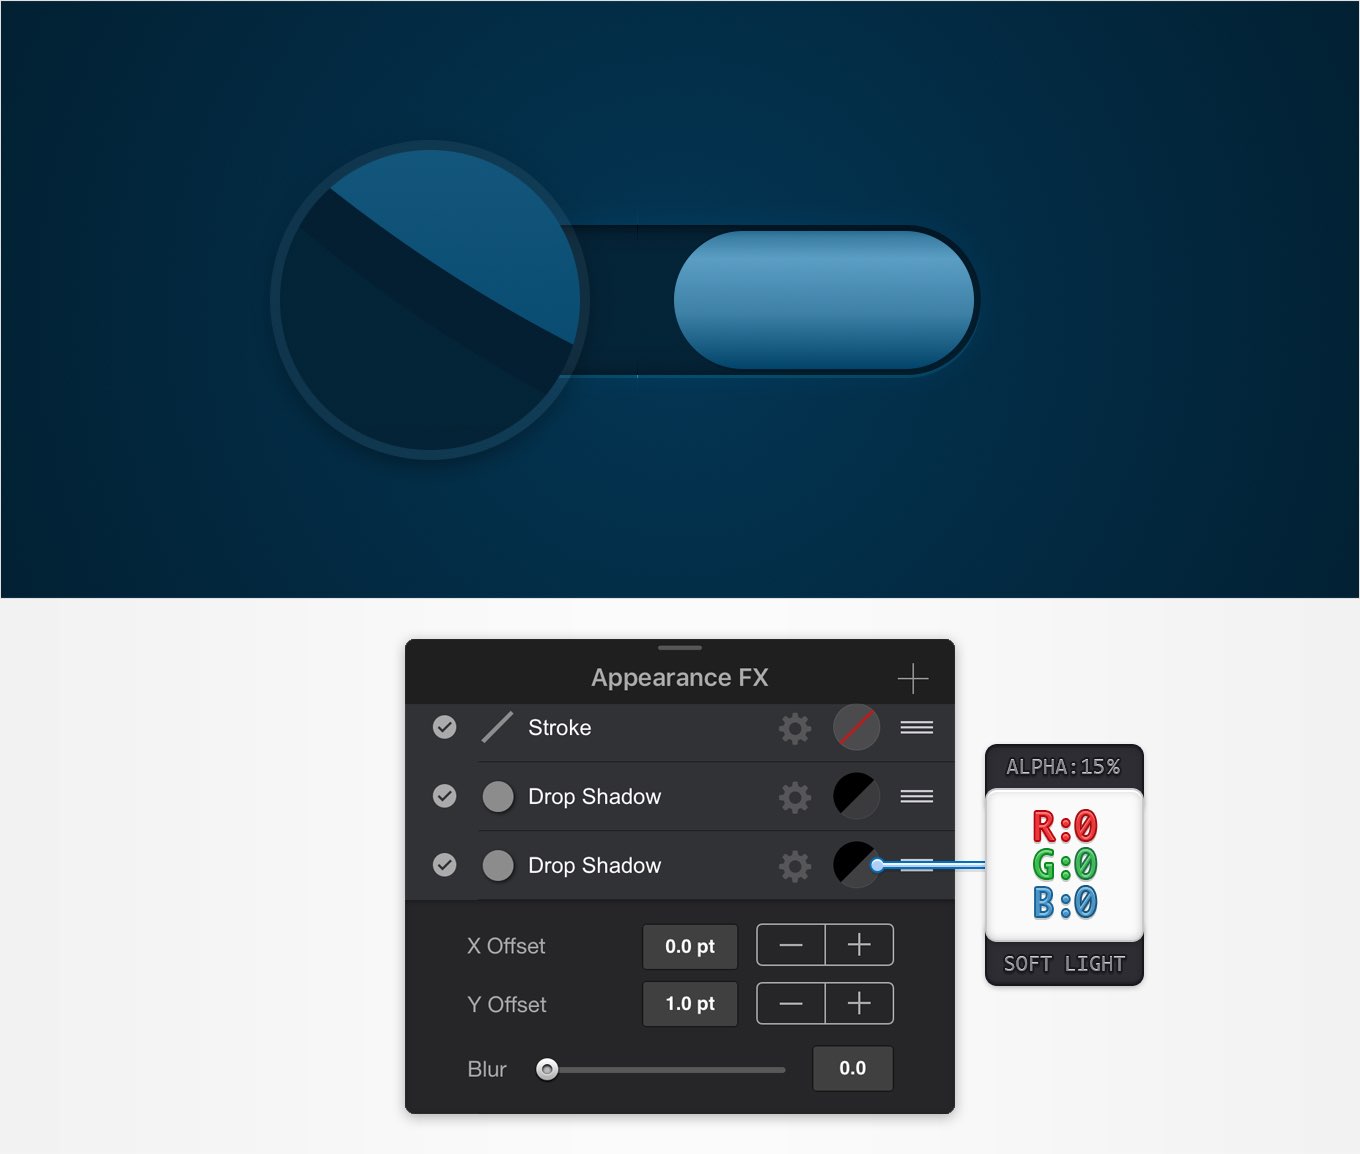 Appearance FX
Stroke
Drop Shadow
Drop Shadow
X Offset 0.0 pt
Y Offset 1.0 pt
Blur 0.0
ALPHA:15%
R:0
G:0
B:0
SOFT LIGHT